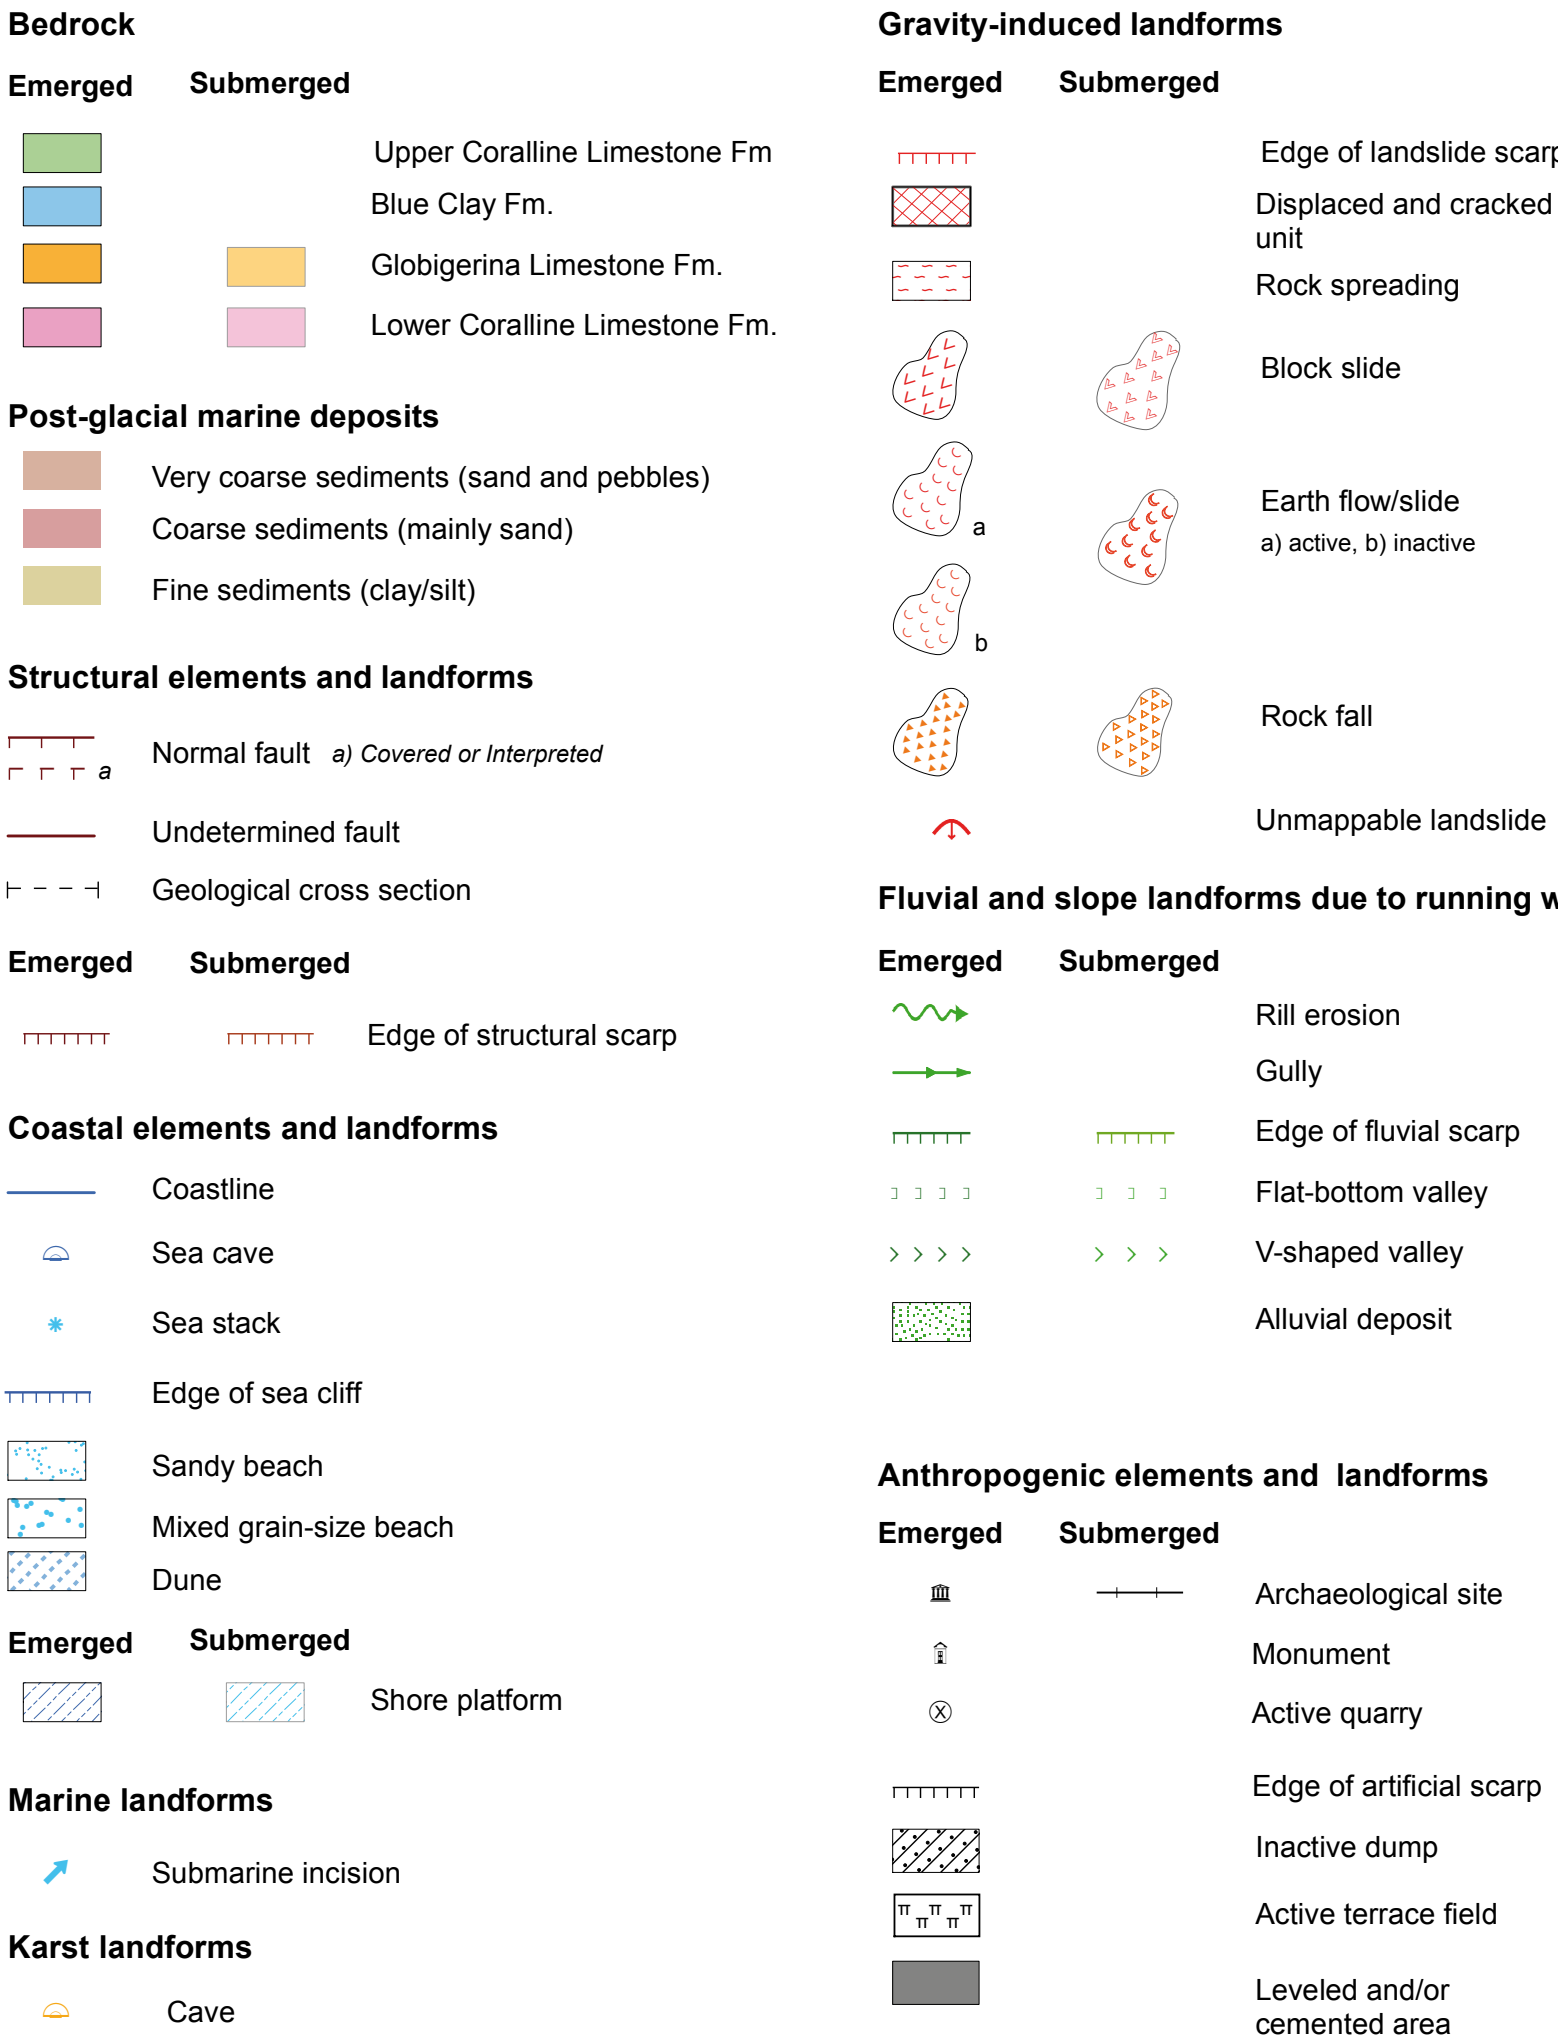 Bedrock
Emerged Submerged
Upper Coralline Limestone Fm
Blue Clay Fm.
Globigerina Limestone Fm.
Lower Coralline Limestone Fm.
Post-glacial marine deposits
Very coarse sediments (sand and pebbles)
Coarse sediments (mainly sand)
Fine sediments (clay/silt)
Structural elements and landforms
Normal fault a) Covered or Interpreted
a
Undetermined fault
Geological cross section
Emerged Submerged
Edge of structural scarp
Coastal elements and landforms
Coastline
Sea cave
Sea stack
Edge of sea cliff
Sandy beach
Mixed grain-size beach
Dune
Emerged Submerged
Shore platform
Marine landforms
Submarine incision
Karst landforms
Cave
Gravity-induced landforms
Emerged Submerged
Edge of landslide scarp
Displaced and cracked
unit
Rock spreading
Block slide
a
Earth flow/slide
a) active, b) inactive
b
Rock fall
Unmappable landslide
Fluvial and slope landforms due to running w
Emerged Submerged
Rill erosion
Gully
Edge of fluvial scarp
Flat-bottom valley
V-shaped valley
Alluvial deposit
Anthropogenic elements and landforms
Emerged Submerged
Archaeological site
Monument
Active quarry
Edge of artificial scarp
Inactive dump
Active terrace field
Leveled and/or
cemented area